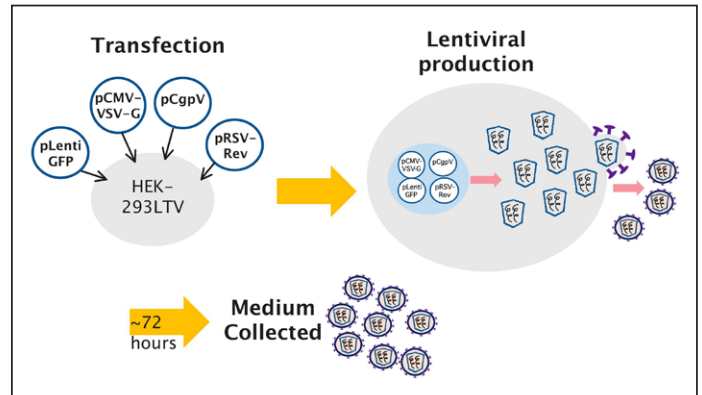 Transfection
Lentiviral
production
pCMV-
VSV-G
pCgpV
pLenti
GFP
pRSV-
Rev
HEK-
293LTV
pCMV-
VSV-G
pCgpV
pLenti
GFP
pRSV-
Rev
~72
hours
Medium
Collected